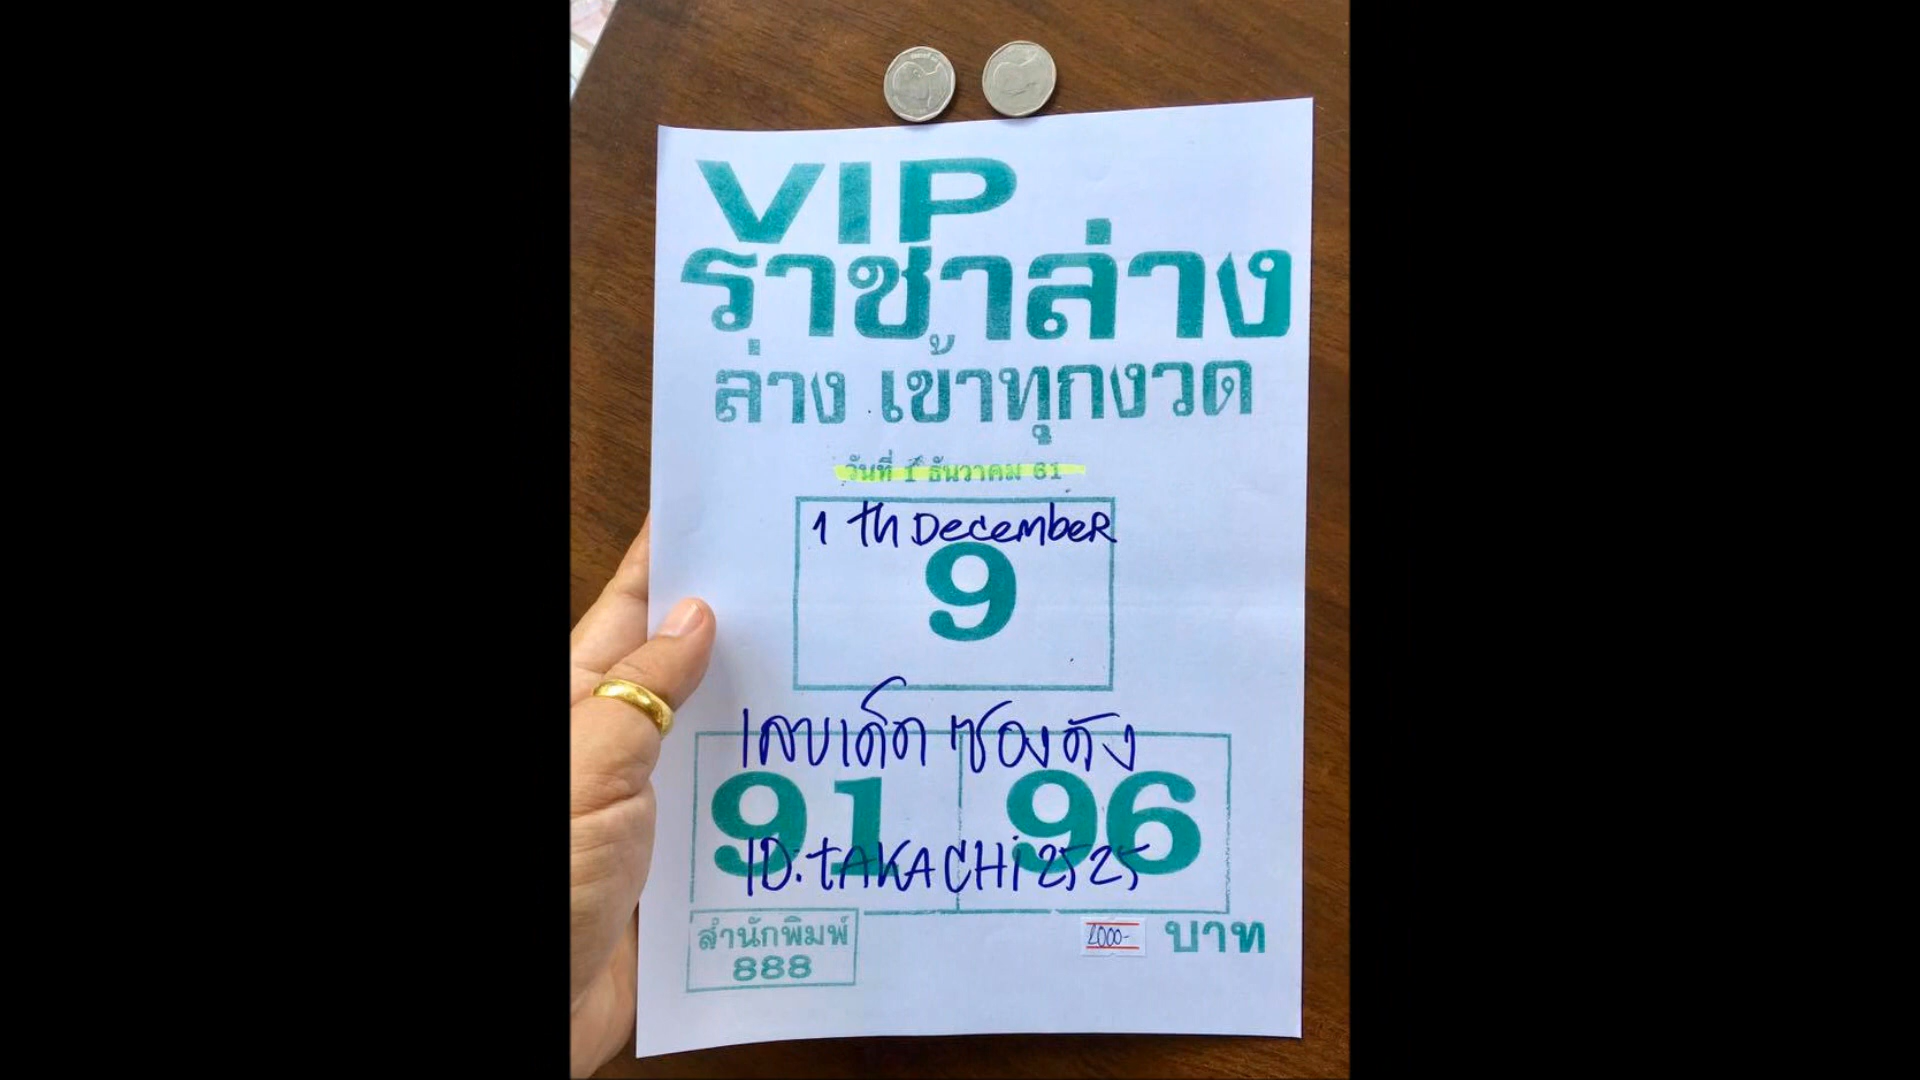 VIP
ราชาล่าง
ล่าง เข้าทุกงวด
วันที่ 1 ธันวาคม 61
1 th December
9
เลขเด็ดซองดัง
91 96
ID:tAKACHi2525
สำนักพิมพ์
888
2000- บาท